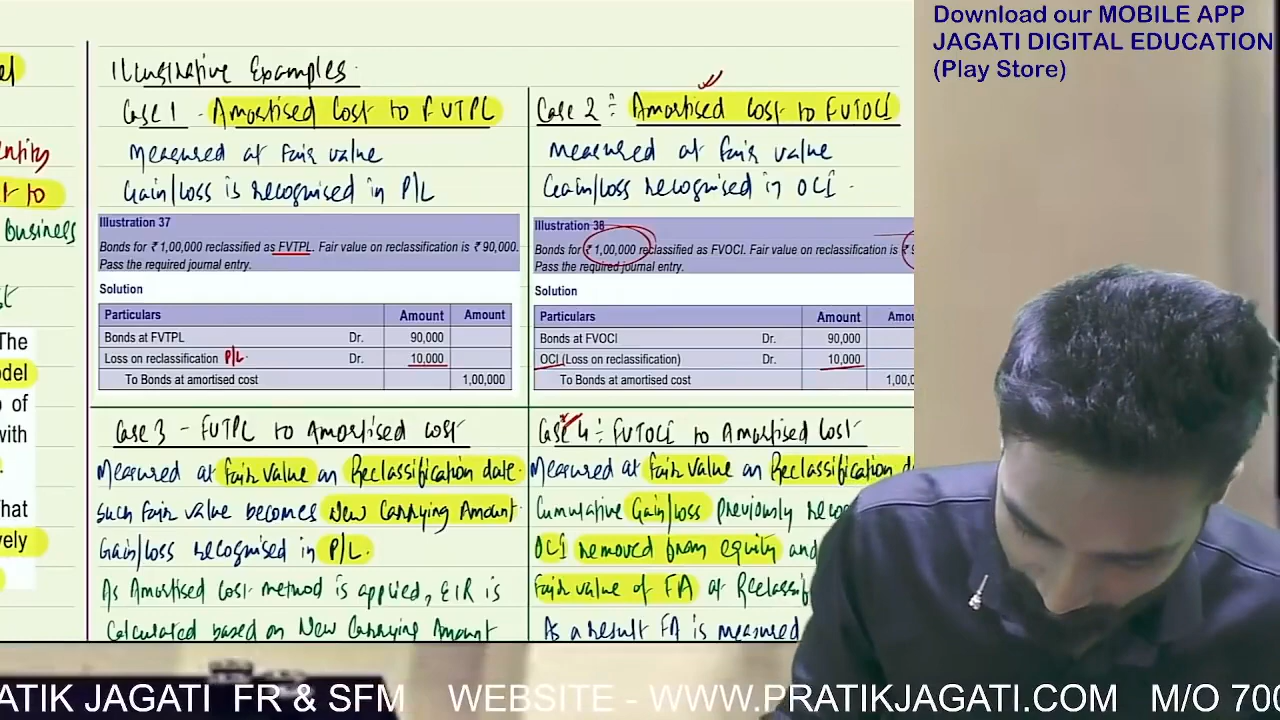 Download our MOBILE APP
JAGATI DIGITAL EDUCATION
(Play Store)
Illustrative Examples.
Case 1 - Amortised Cost to FVTPL
Measured at fair value
Gain/loss is recognised in P/L
Illustration 37
Bonds for ₹ 1,00,000 reclassified as FVTPL. Fair value on reclassification is ₹ 90,000.
Pass the required journal entry.
Solution
Particulars Amount Amount
Bonds at FVTPL Dr. 90,000
Loss on reclassification P/L. Dr. 10,000
To Bonds at amortised cost 1,00,000
Case 2 : Amortised Cost to FVTOCI
Measured at fair value
Gain/loss recognised in OCI.
Illustration 38
Bonds for ₹ 1,00,000 reclassified as FVOCI. Fair value on reclassification is ₹
Pass the required journal entry.
Solution
Particulars Amount
Bonds at FVOCI Dr. 90,000
OCI (Loss on reclassification) Dr. 10,000
To Bonds at amortised cost 1,00,0
Case 3 - FVTPL to Amortised Cost
Measured at fair value on Reclassification date.
Such fair value becomes New Carrying Amount.
Gain/loss recognised in P/L.
As Amortised cost method is applied, EIR is
Calculated based on New Carrying Amount
Case 4 : FVTOCI to Amortised Cost
Measured at fair value on Reclassification d
Cumulative Gain/loss previously reco
OCI removed from equity and
Fair value of FA at Reclassif
As a result FA is measured
entity
t to
business
The
odel
of
with
hat
vely
ATIK JAGATI FR & SFM WEBSITE - WWW.PRATIKJAGATI.COM M/O 700